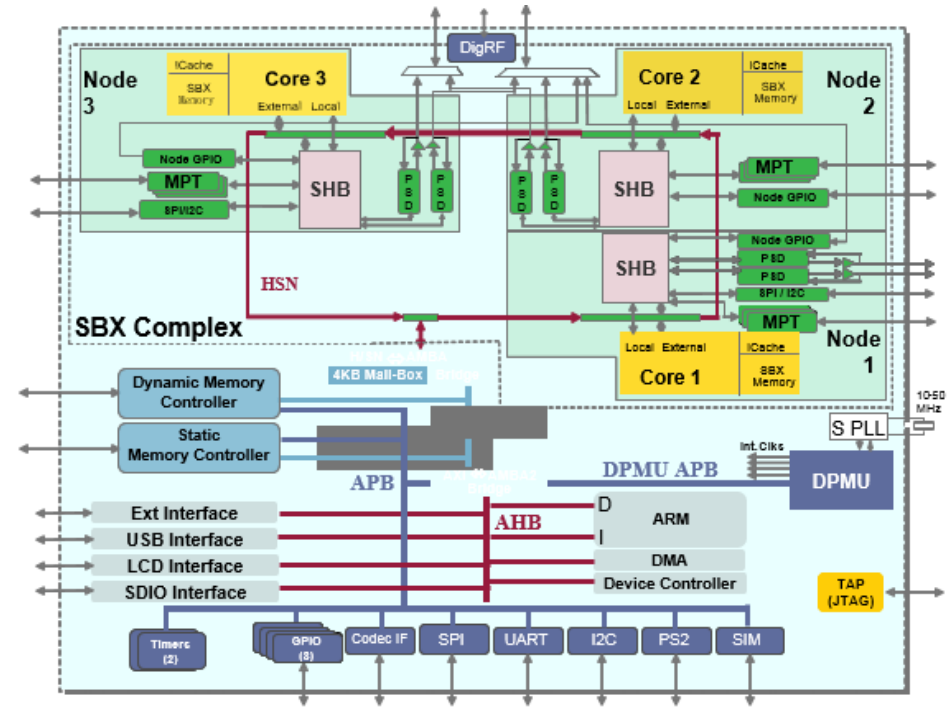 DigRF
Node
3
ICache
SBX
Memory
Core 3
External Local
Core 2
Local External
ICache
SBX
Memory
Node
2
Node GPIO
MPT
SPI/I2C
SHB
PSD
PSD
PSD
PSD
SHB
MPT
Node GPIO
SHB
Node GPIO
PSD
PSD
SPI / I2C
MPT
HSN
SBX Complex
Local External
Core 1
ICache
SBX
Memory
Node
1
4KB Mail-Box
Bridge
Dynamic Memory
Controller
Static
Memory Controller
10-50
MHz
S PLL
Int.Clks
DPMU
APB
DPMU APB
Bridge
Ext Interface
USB Interface
LCD Interface
SDIO Interface
AHB
D
I
ARM
DMA
Device Controller
TAP
(JTAG)
Timers
(2)
GPIO
(8)
Codec IF
SPI
UART
I2C
PS2
SIM